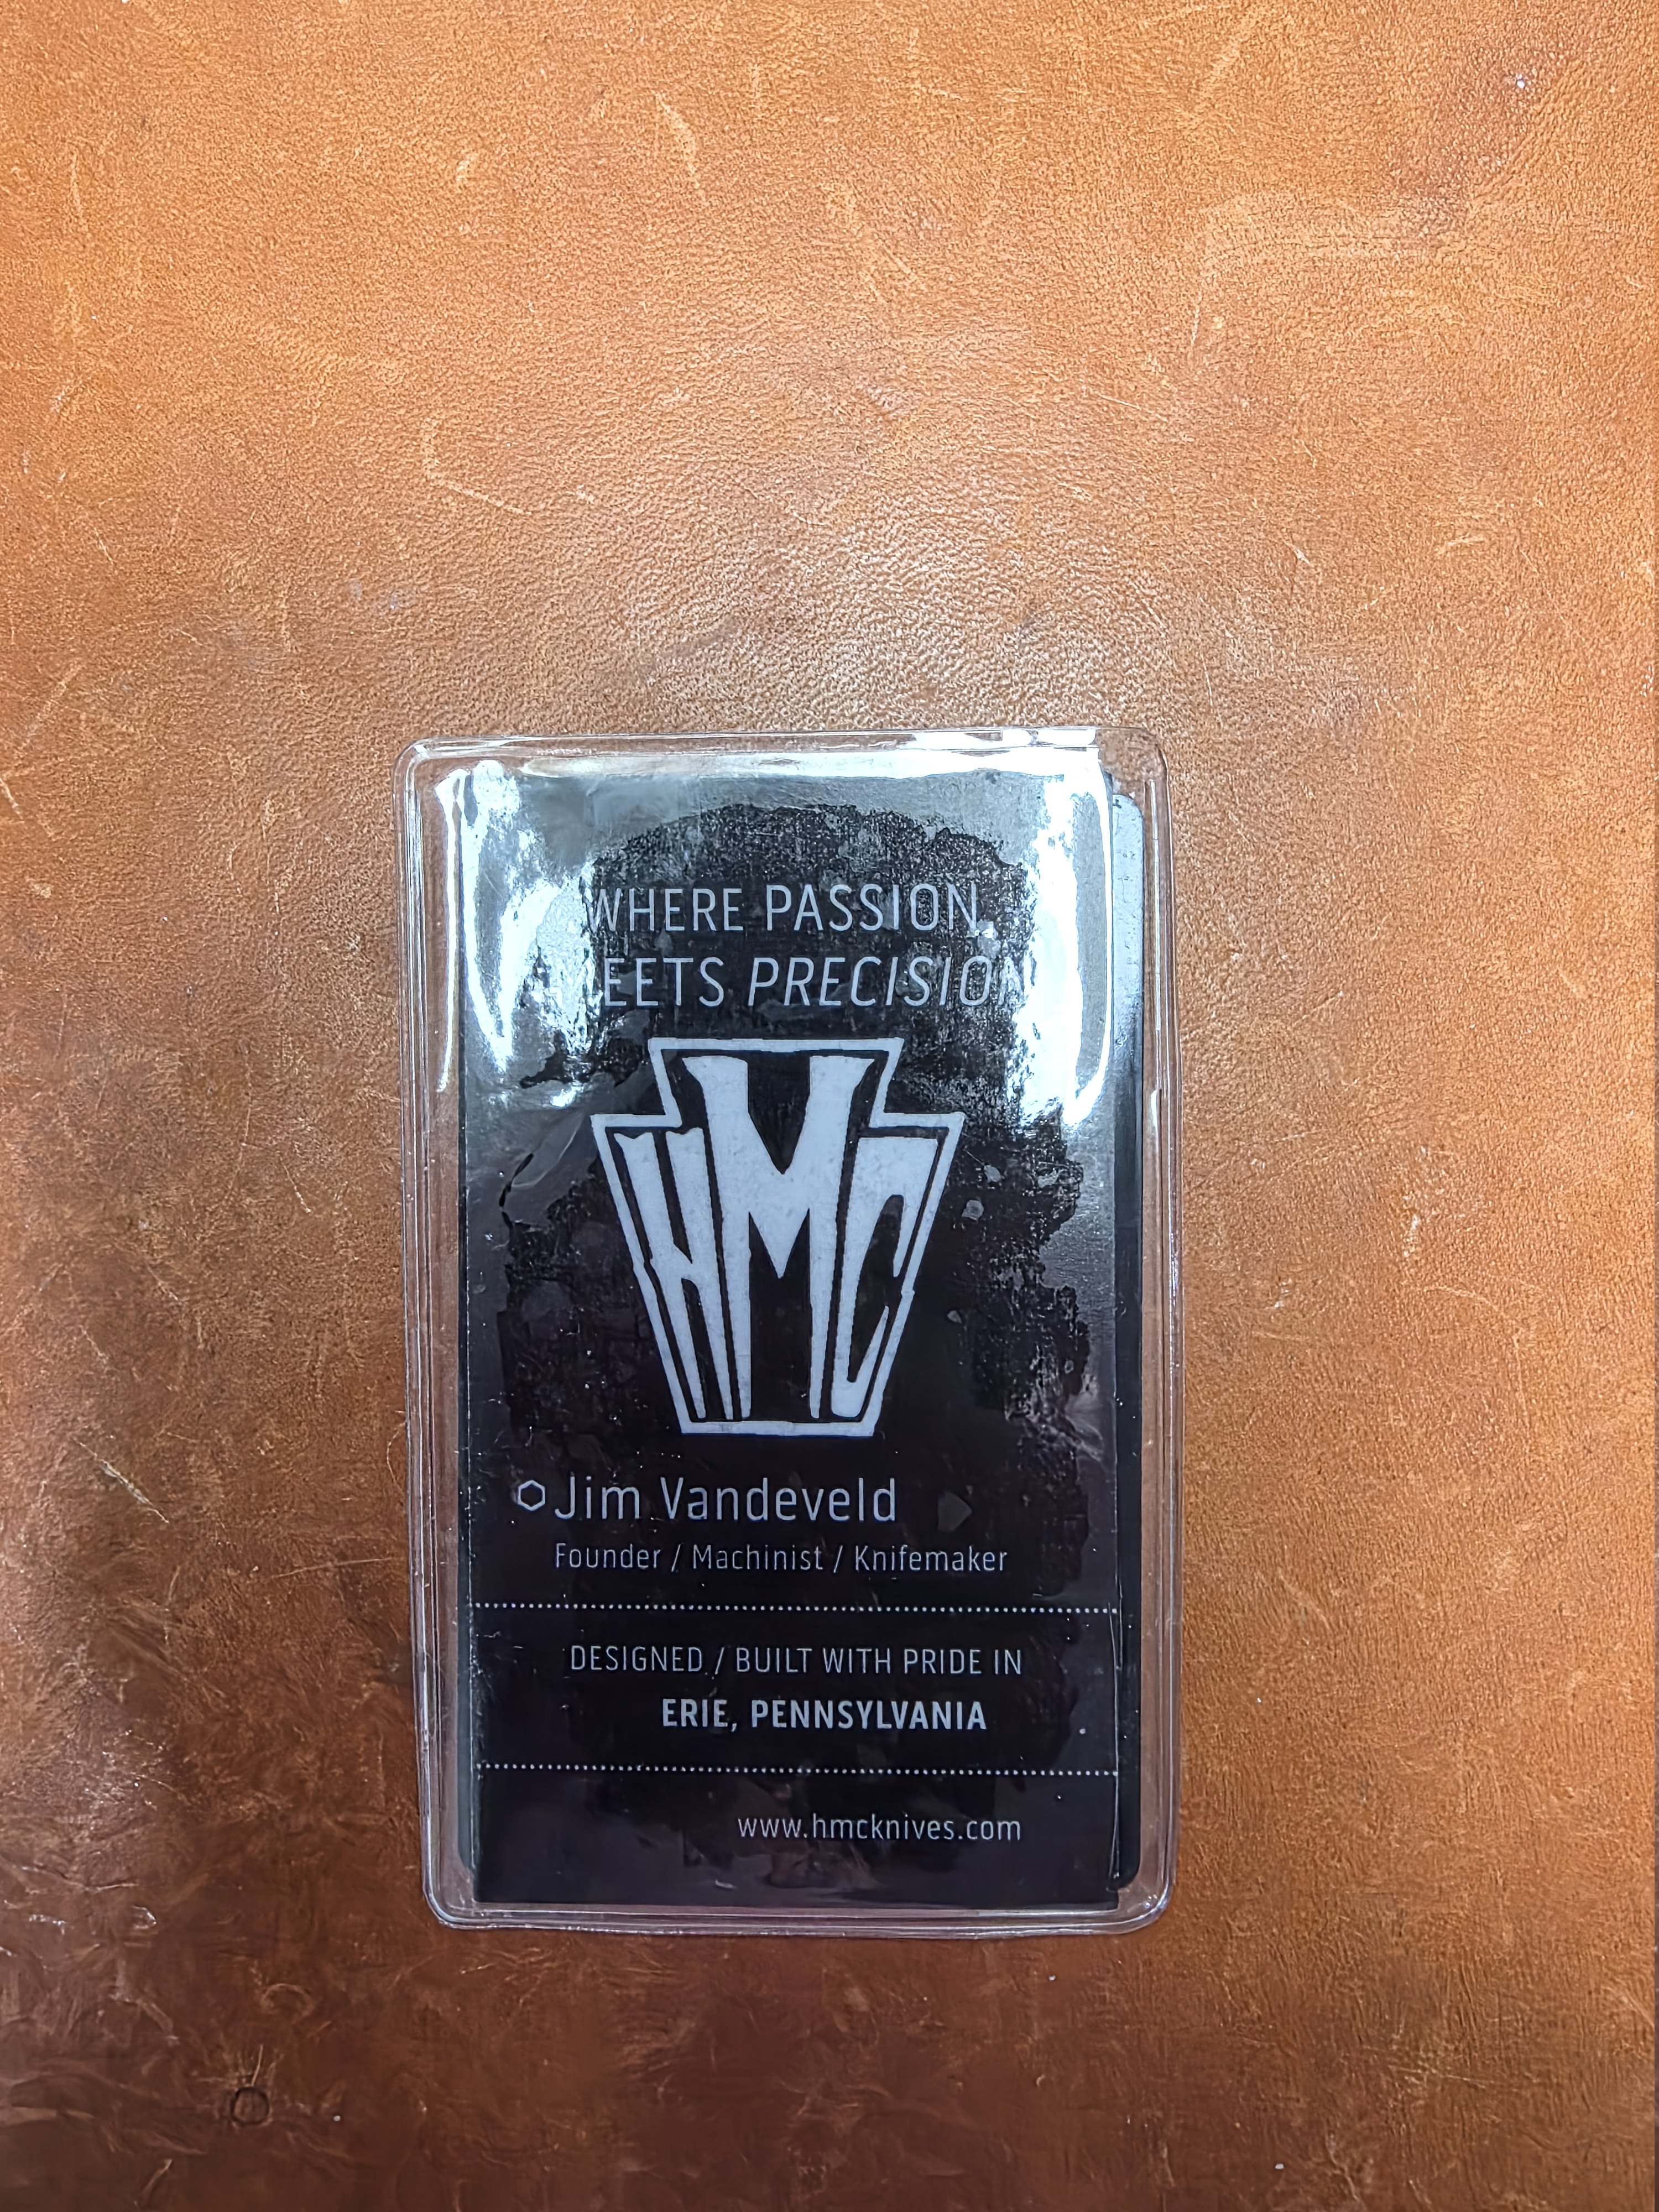 WHERE PASSION,
MEETS PRECISION
HMC
Jim Vandeveld
Founder / Machinist / Knifemaker
DESIGNED / BUILT WITH PRIDE IN
ERIE, PENNSYLVANIA
www.hmcknives.com